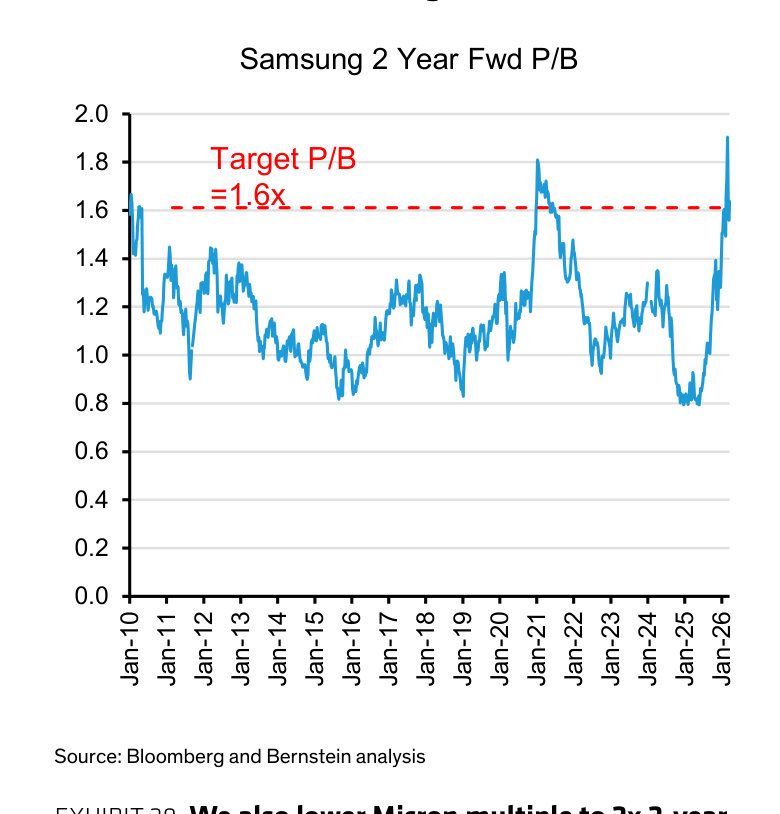 Samsung 2 Year Fwd P/B
2.0
1.8
1.6
1.4
1.2
1.0
0.8
0.6
0.4
0.2
0.0
Target P/B
=1.6x
Jan-10
Jan-11
Jan-12
Jan-13
Jan-14
Jan-15
Jan-16
Jan-17
Jan-18
Jan-19
Jan-20
Jan-21
Jan-22
Jan-23
Jan-24
Jan-25
Jan-26
Source: Bloomberg and Bernstein analysis
We also lower Micron multiple to 2x 2-year